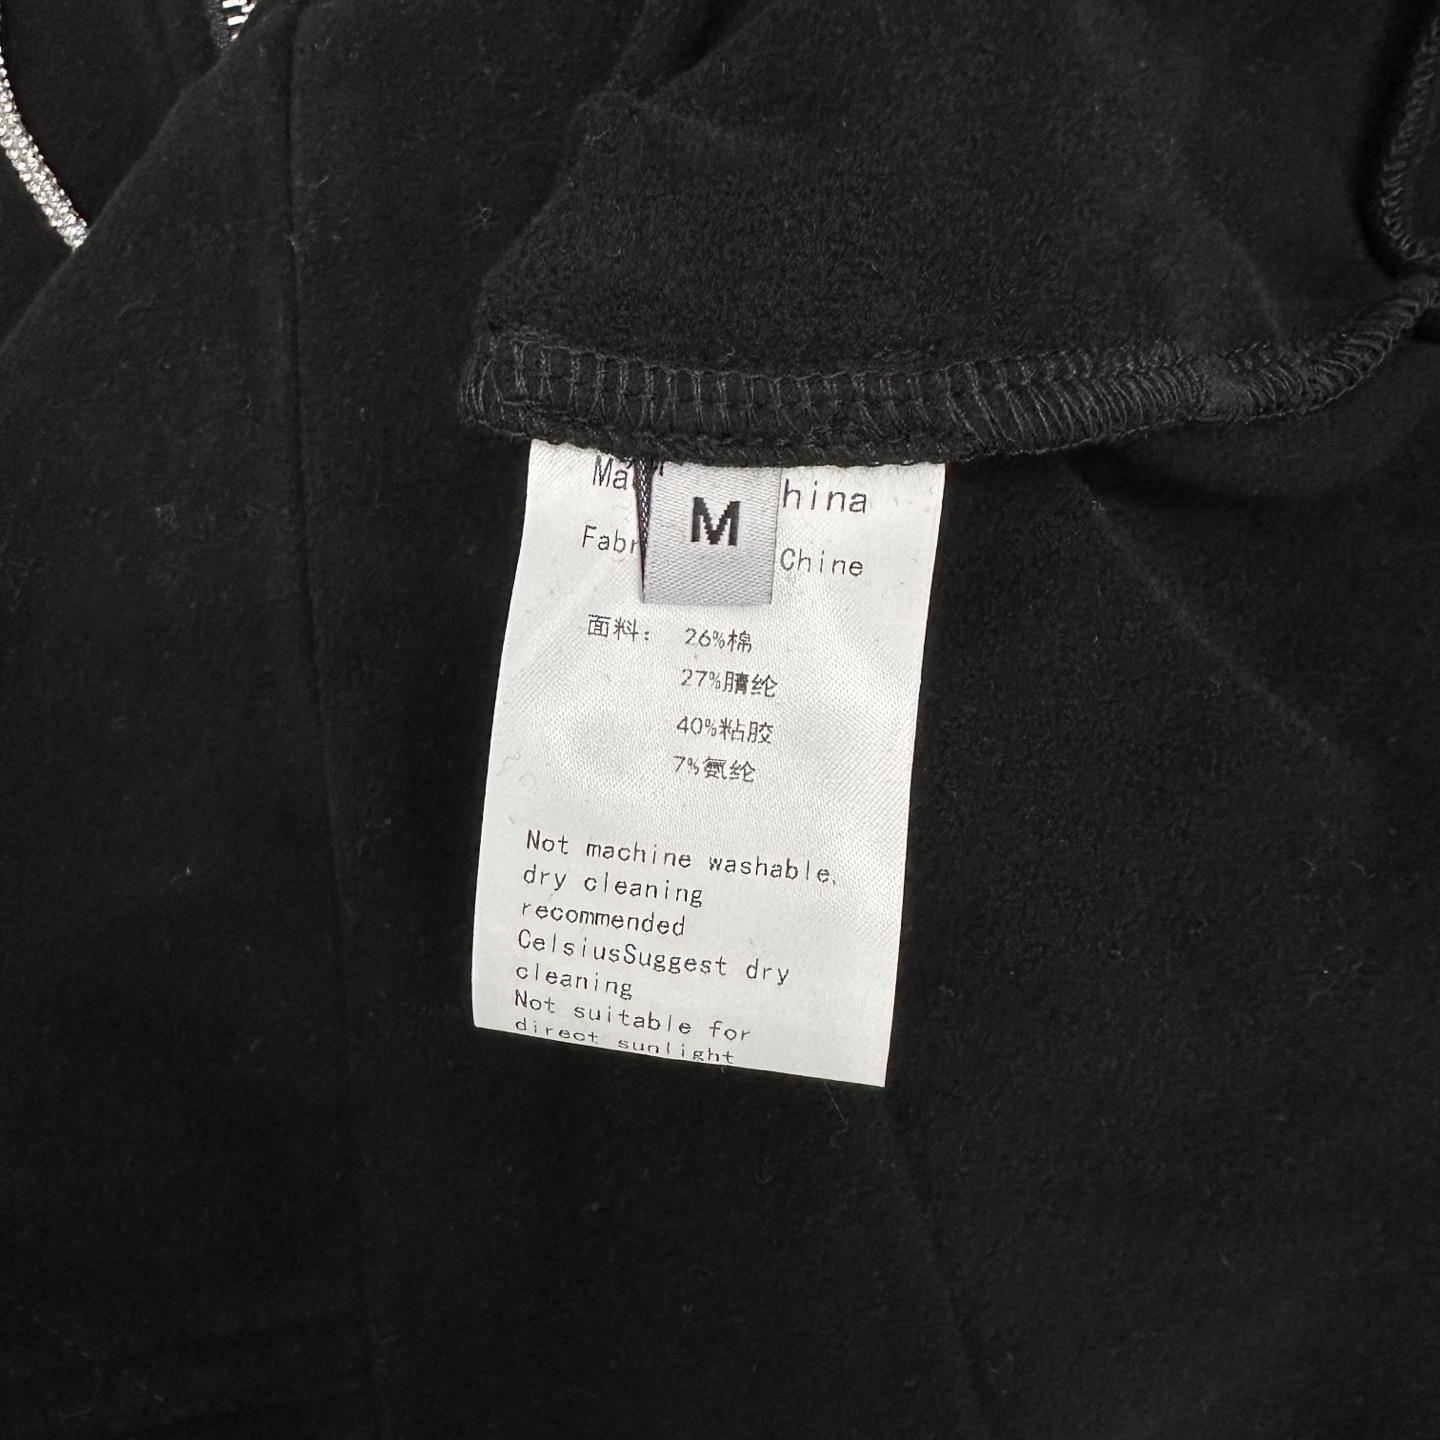 Ma hina
M
Fabr Chine
面料： 26%棉
27%腈纶
40%粘胶
7%氨纶
Not machine washable,
dry cleaning
recommended
CelsiusSuggest dry
cleaning
Not suitable for
direct sunlight